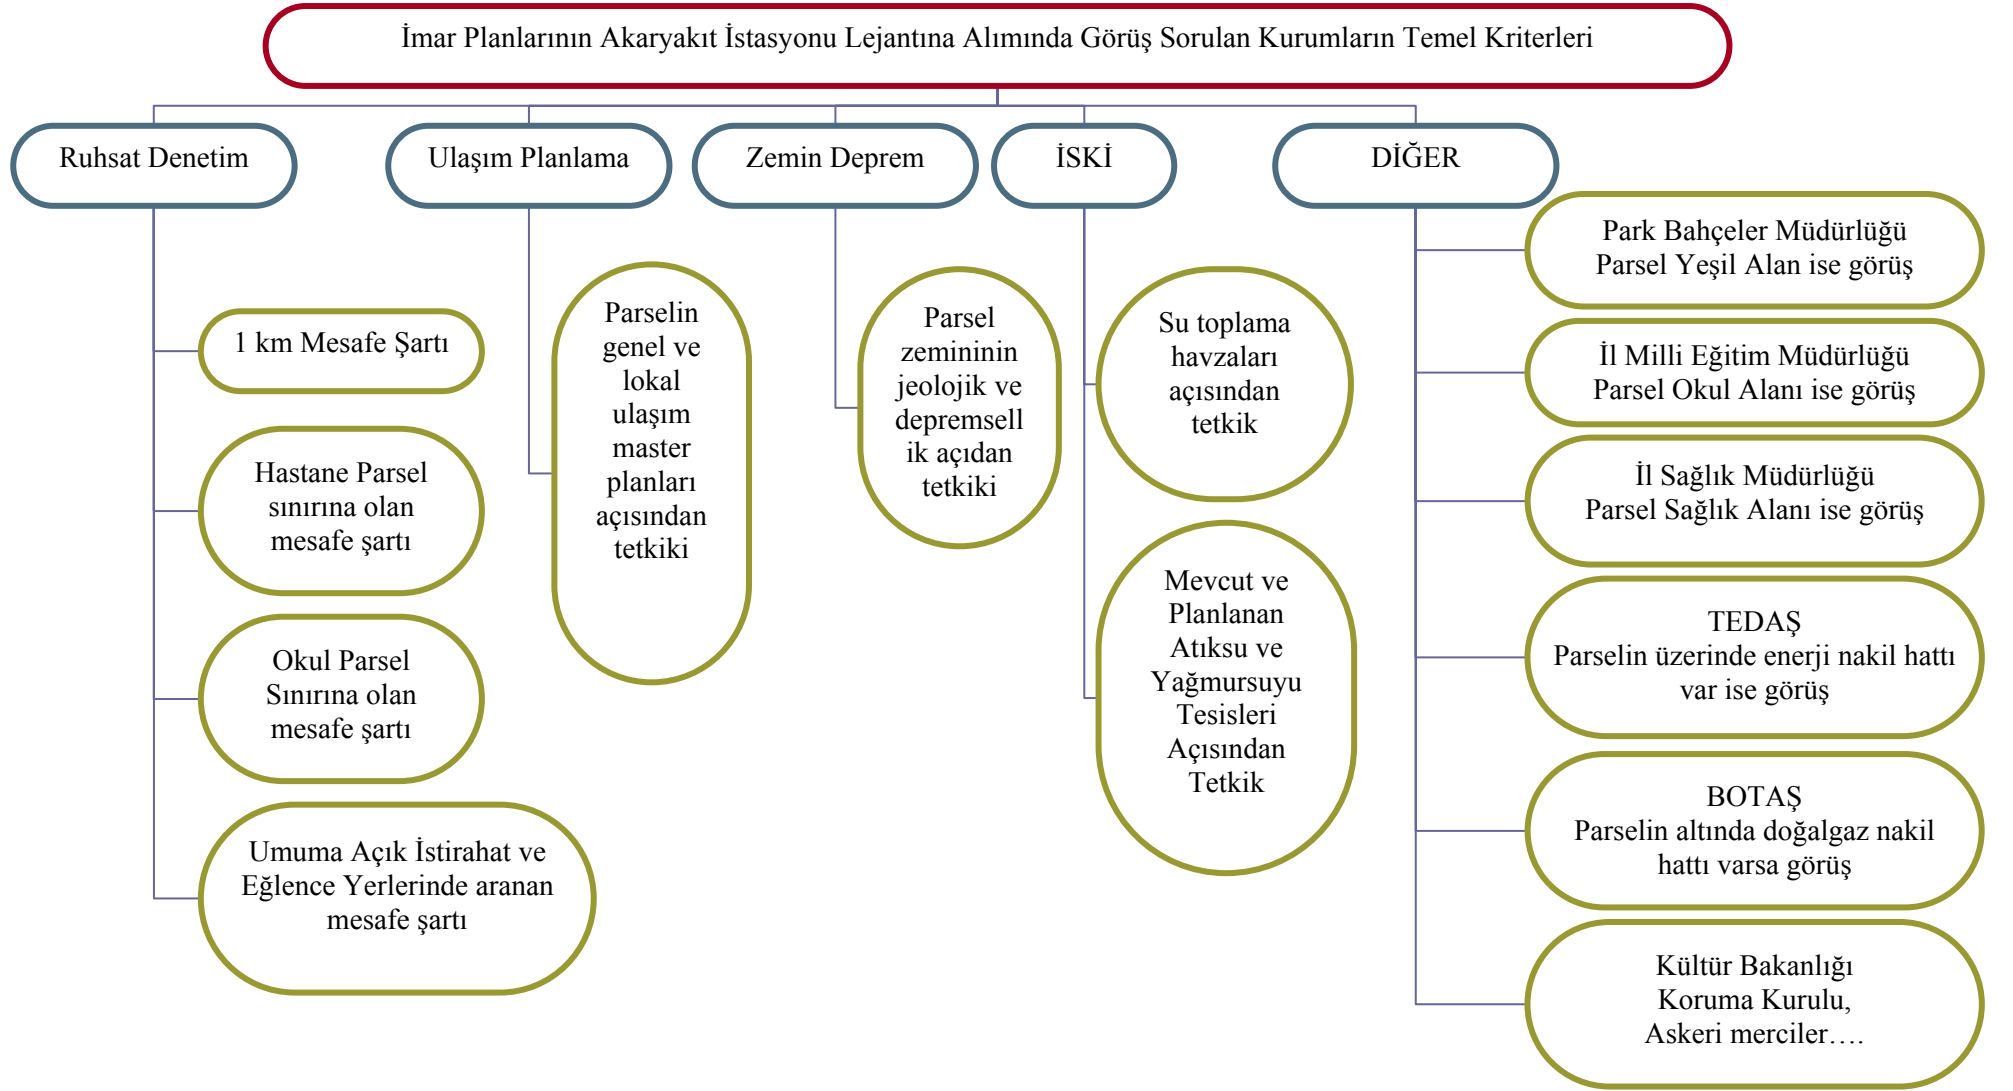 İmar Planlarının Akaryakıt İstasyonu Lejantına Alımında Görüş Sorulan Kurumların Temel Kriterleri
Ruhsat Denetim
Ulaşım Planlama
Zemin Deprem
İSKİ
DİĞER
1 km Mesafe Şartı
Hastane Parsel
sınırına olan
mesafe şartı
Okul Parsel
Sınırına olan
mesafe şartı
Umuma Açık İstirahat ve
Eğlence Yerlerinde aranan
mesafe şartı
Parselin
genel ve
lokal
ulaşım
master
planları
açısından
tetkiki
Parsel
zemininin
jeolojik ve
depremsell
ik açıdan
tetkiki
Su toplama
havzaları
açısından
tetkik
Mevcut ve
Planlanan
Atıksu ve
Yağmursuyu
Tesisleri
Açısından
Tetkik
Park Bahçeler Müdürlüğü
Parsel Yeşil Alan ise görüş
İl Milli Eğitim Müdürlüğü
Parsel Okul Alanı ise görüş
İl Sağlık Müdürlüğü
Parsel Sağlık Alanı ise görüş
TEDAŞ
Parselin üzerinde enerji nakil hattı
var ise görüş
BOTAŞ
Parselin altında doğalgaz nakil
hattı varsa görüş
Kültür Bakanlığı
Koruma Kurulu,
Askeri merciler….